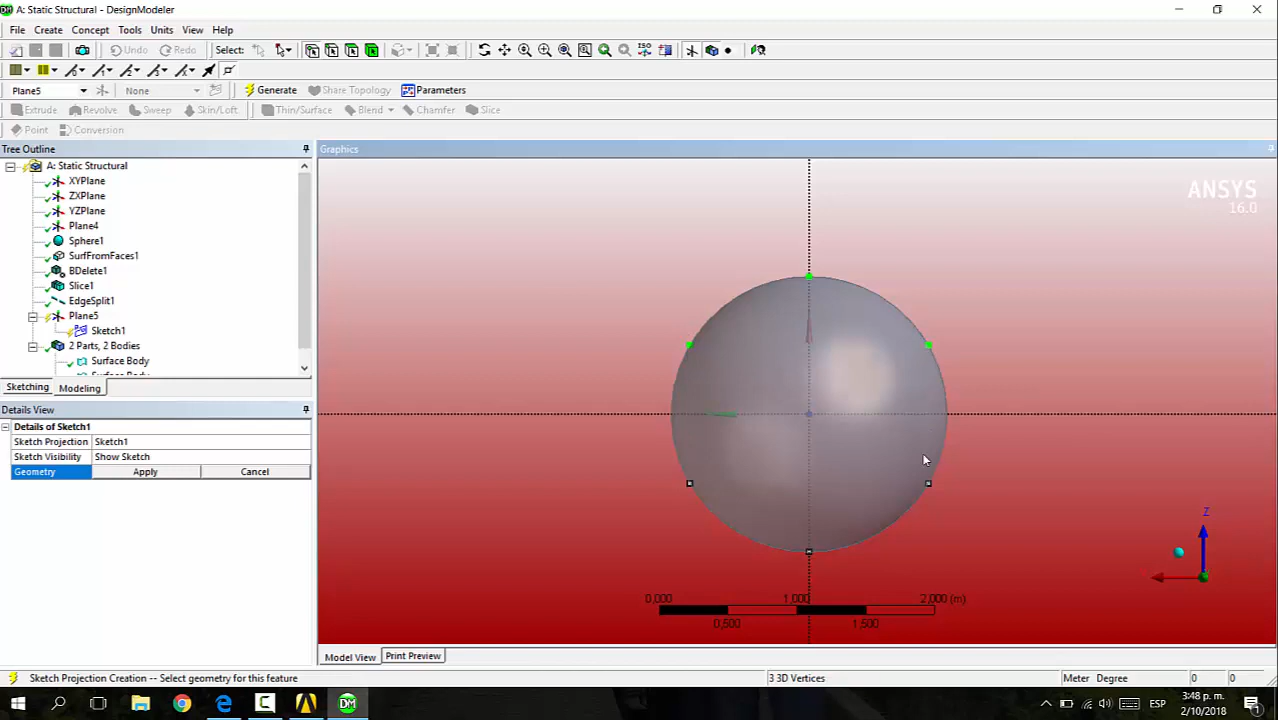 A: Static Structural - DesignModeler
File Create Concept Tools Units View Help
Undo Redo Select:
Plane5 None Generate Share Topology Parameters
Extrude Revolve Sweep Skin/Loft Thin/Surface Blend Chamfer Slice
Point Conversion
Tree Outline
Graphics
A: Static Structural
XYPlane
ZXPlane
YZPlane
Plane4
Sphere1
SurfFromFaces1
BDelete1
Slice1
EdgeSplit1
Plane5
Sketch1
2 Parts, 2 Bodies
Surface Body
Sketching Modeling
Details View
Details of Sketch1
Sketch Projection Sketch1
Sketch Visibility Show Sketch
Geometry Apply Cancel
ANSYS
16.0
Z
0,000 1,000 2,000 (m)
0,500 1,500
Model View Print Preview
Sketch Projection Creation -- Select geometry for this feature 3 3D Vertices Meter Degree 0 0
DM
ESP
3:48 p. m.
2/10/2018